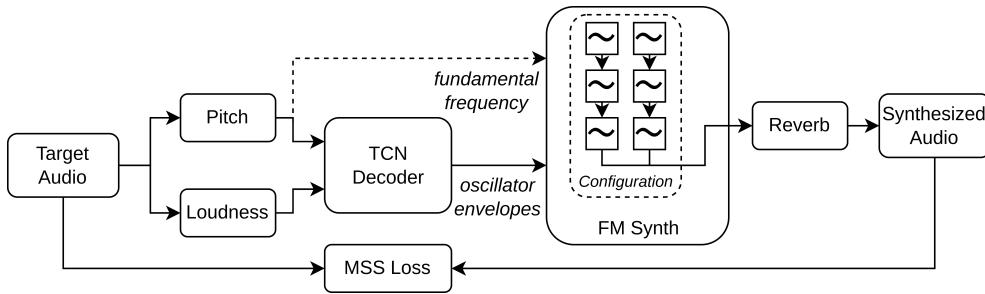 Target
Audio
Pitch
Loudness
TCN
Decoder
fundamental
frequency
oscillator
envelopes
Configuration
FM Synth
Reverb
Synthesized
Audio
MSS Loss